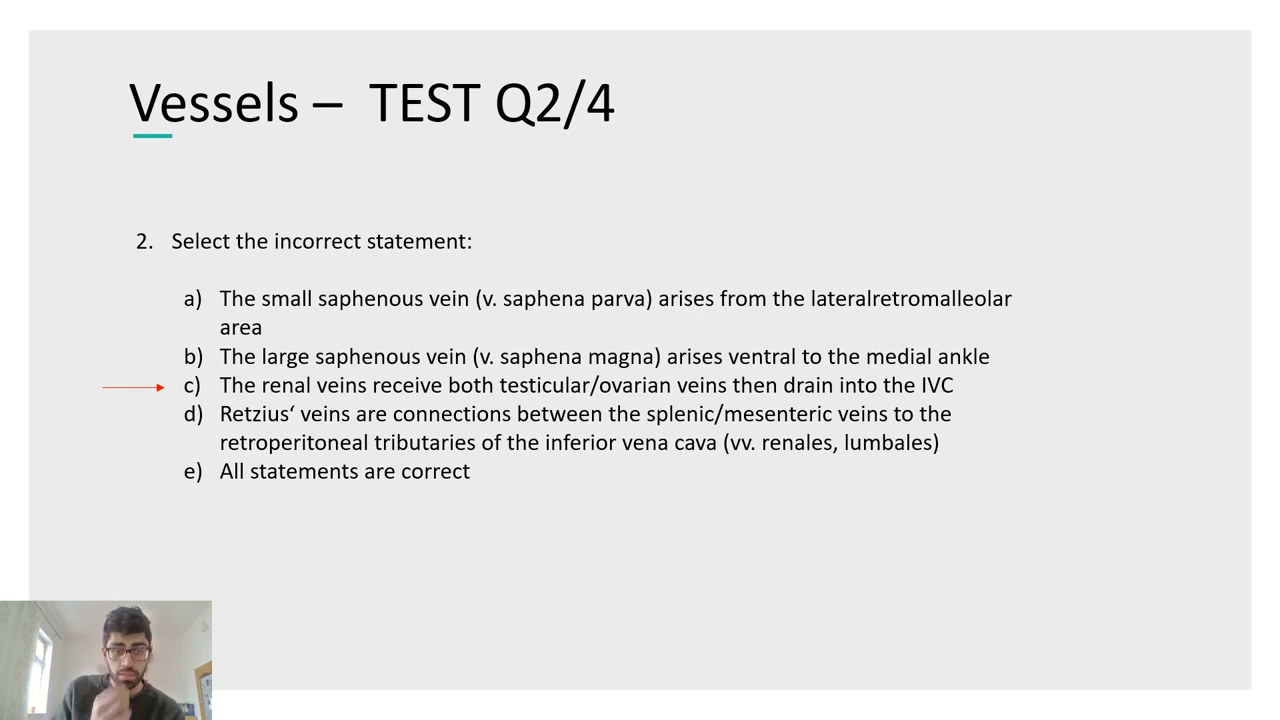 Vessels – TEST Q2/4
2. Select the incorrect statement:
a) The small saphenous vein (v. saphena parva) arises from the lateralretromalleolar
area
b) The large saphenous vein (v. saphena magna) arises ventral to the medial ankle
c) The renal veins receive both testicular/ovarian veins then drain into the IVC
d) Retzius‘ veins are connections between the splenic/mesenteric veins to the
retroperitoneal tributaries of the inferior vena cava (vv. renales, lumbales)
e) All statements are correct